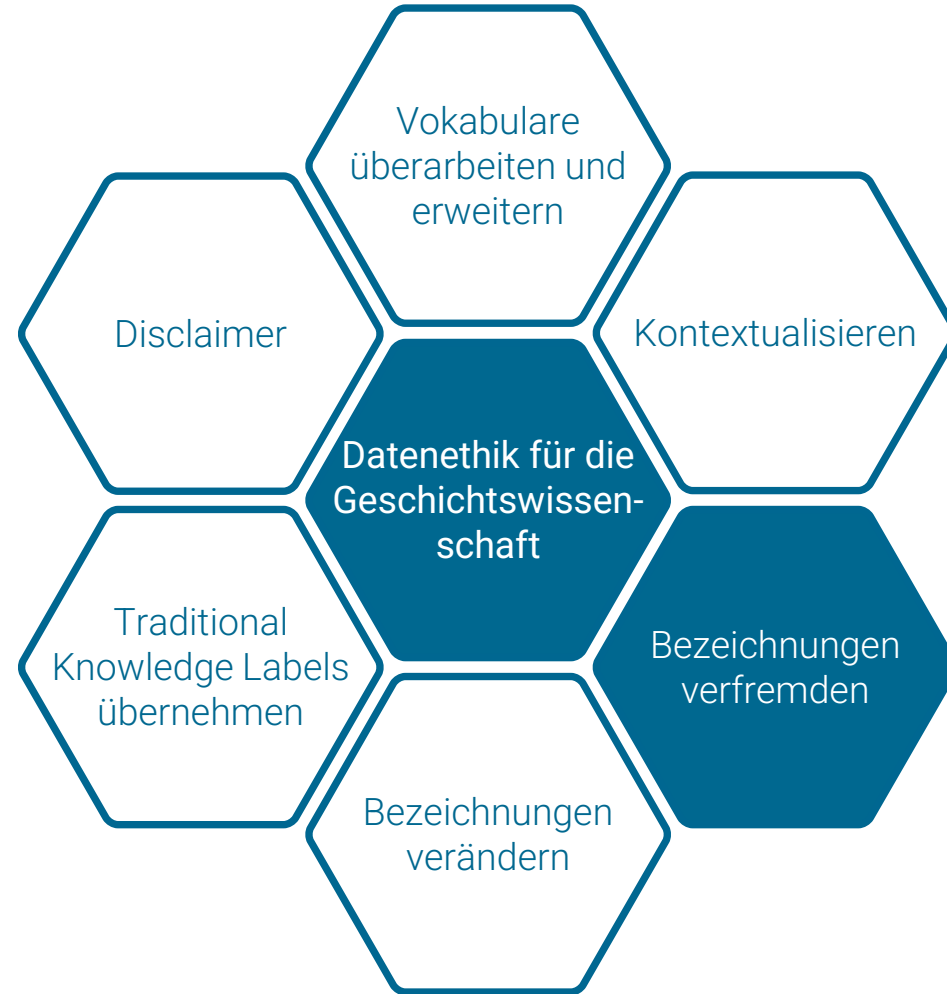 Vokabulare
überarbeiten und
erweitern
Disclaimer
Kontextualisieren
Datenethik für die
Geschichtswissen-
schaft
Traditional
Knowledge Labels
übernehmen
Bezeichnungen
verfremden
Bezeichnungen
verändern